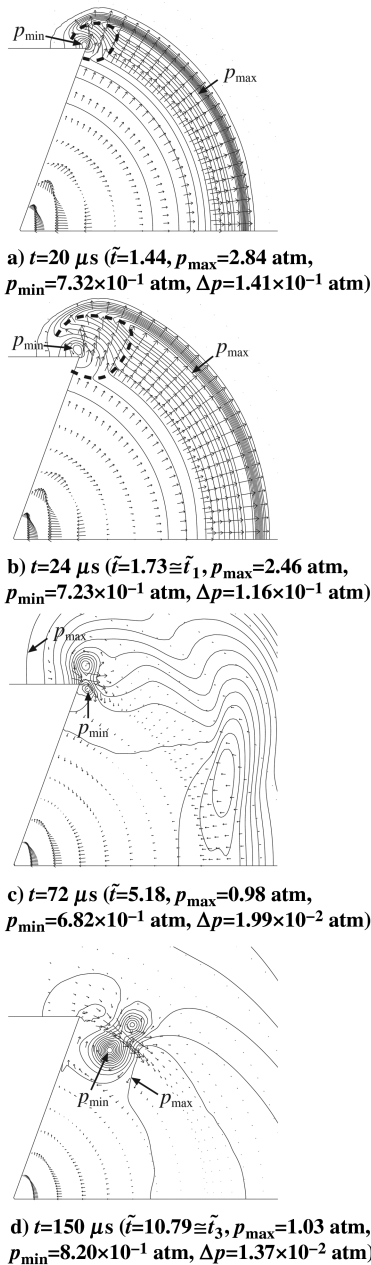 p_min
p_max
a) t=20 μs (t̃=1.44, p_max=2.84 atm,
p_min=7.32×10⁻¹ atm, Δp=1.41×10⁻¹ atm)
p_min
p_max
b) t=24 μs (t̃=1.73≅t̃₁, p_max=2.46 atm,
p_min=7.23×10⁻¹ atm, Δp=1.16×10⁻¹ atm)
p_max
p_min
c) t=72 μs (t̃=5.18, p_max=0.98 atm,
p_min=6.82×10⁻¹ atm, Δp=1.99×10⁻² atm)
p_min
p_max
d) t=150 μs (t̃=10.79≅t̃₃, p_max=1.03 atm,
p_min=8.20×10⁻¹ atm, Δp=1.37×10⁻² atm)